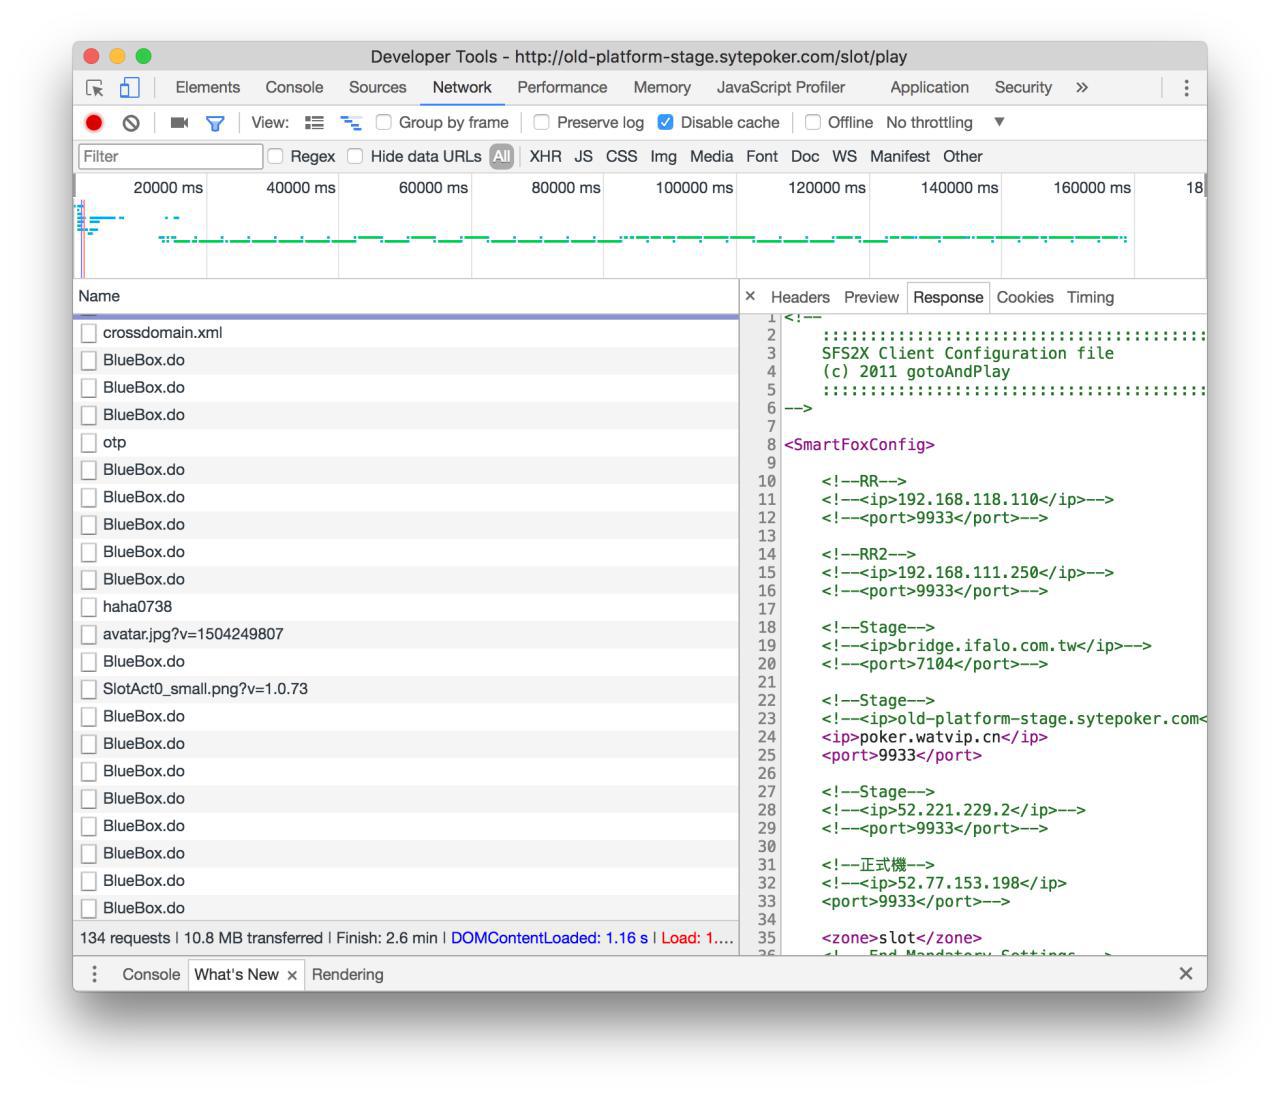 Developer Tools - http://old-platform-stage.sytepoker.com/slot/play
Elements Console Sources Network Performance Memory JavaScript Profiler Application Security »
View: Group by frame Preserve log Disable cache Offline No throttling ▼
Filter Regex Hide data URLs All XHR JS CSS Img Media Font Doc WS Manifest Other
20000 ms 40000 ms 60000 ms 80000 ms 100000 ms 120000 ms 140000 ms 160000 ms 18
Name
crossdomain.xml
BlueBox.do
BlueBox.do
BlueBox.do
otp
BlueBox.do
BlueBox.do
BlueBox.do
BlueBox.do
BlueBox.do
haha0738
avatar.jpg?v=1504249807
BlueBox.do
SlotAct0_small.png?v=1.0.73
BlueBox.do
BlueBox.do
BlueBox.do
BlueBox.do
BlueBox.do
BlueBox.do
BlueBox.do
BlueBox.do
134 requests | 10.8 MB transferred | Finish: 2.6 min | DOMContentLoaded: 1.16 s | Load: 1....
× Headers Preview Response Cookies Timing
1 <!--
2 ::::::::::::::::::::::::::::::::::::::::
3 SFS2X Client Configuration file
4 (c) 2011 gotoAndPlay
5 ::::::::::::::::::::::::::::::::::::::::
6 -->
7
8 <SmartFoxConfig>
9
10 <!--RR-->
11 <!--<ip>192.168.118.110</ip>-->
12 <!--<port>9933</port>-->
13
14 <!--RR2-->
15 <!--<ip>192.168.111.250</ip>-->
16 <!--<port>9933</port>-->
17
18 <!--Stage-->
19 <!--<ip>bridge.ifalo.com.tw</ip>-->
20 <!--<port>7104</port>-->
21
22 <!--Stage-->
23 <!--<ip>old-platform-stage.sytepoker.com<
24 <ip>poker.watvip.cn</ip>
25 <port>9933</port>
26
27 <!--Stage-->
28 <!--<ip>52.221.229.2</ip>-->
29 <!--<port>9933</port>-->
30
31 <!--正式機-->
32 <!--<ip>52.77.153.198</ip>
33 <port>9933</port>-->
34
35 <zone>slot</zone>
36 <!-- End Mandatory Settings -->
Console What's New × Rendering ×